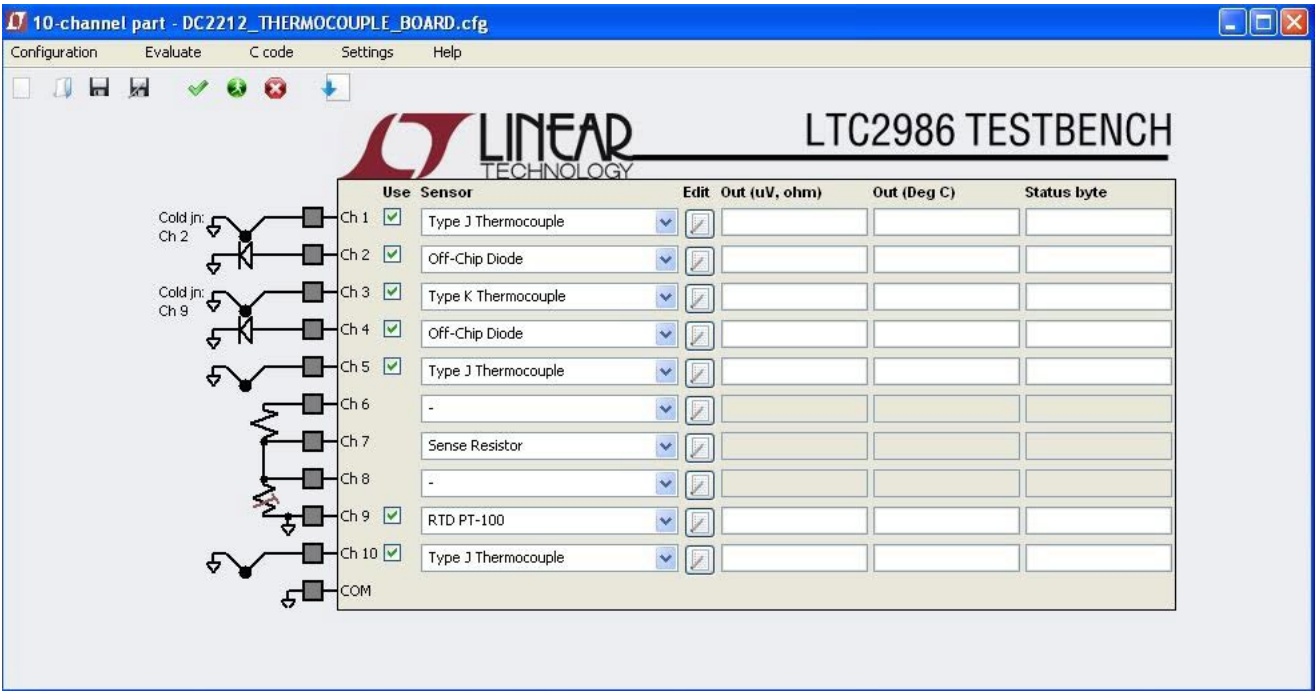 10-channel part - DC2212_THERMOCOUPLE_BOARD.cfg
Configuration Evaluate C code Settings Help
LINEAR TECHNOLOGY
LTC2986 TESTBENCH
Use Sensor Edit Out (uV, ohm) Out (Deg C) Status byte
Cold jn: Ch 2
Ch 1 Type J Thermocouple
Ch 2 Off-Chip Diode
Cold jn: Ch 9
Ch 3 Type K Thermocouple
Ch 4 Off-Chip Diode
Ch 5 Type J Thermocouple
Ch 6 -
Ch 7 Sense Resistor
Ch 8 -
Ch 9 RTD PT-100
Ch 10 Type J Thermocouple
COM